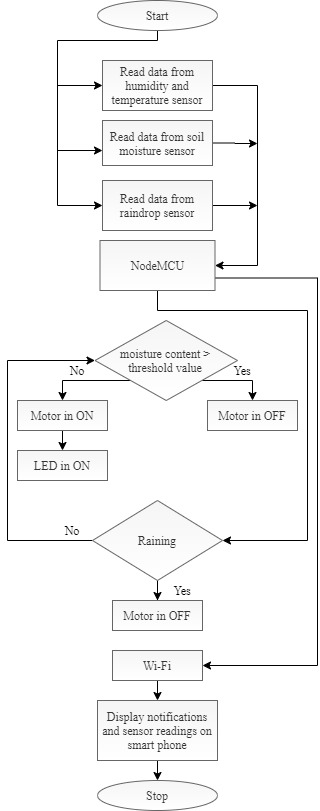 Start
Read data from
humidity and
temperature sensor
Read data from soil
moisture sensor
Read data from
raindrop sensor
NodeMCU
moisture content >
threshold value
No
Yes
Motor in ON
Motor in OFF
LED in ON
No
Raining
Yes
Motor in OFF
Wi-Fi
Display notifications
and sensor readings on
smart phone
Stop